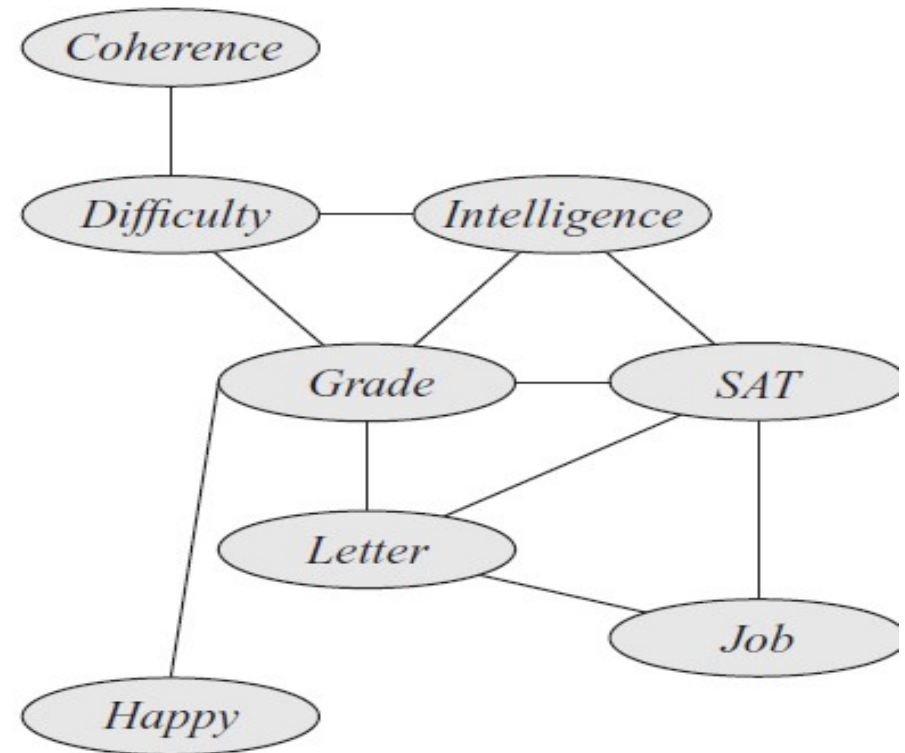 Coherence
Difficulty
Intelligence
Grade
SAT
Letter
Job
Happy